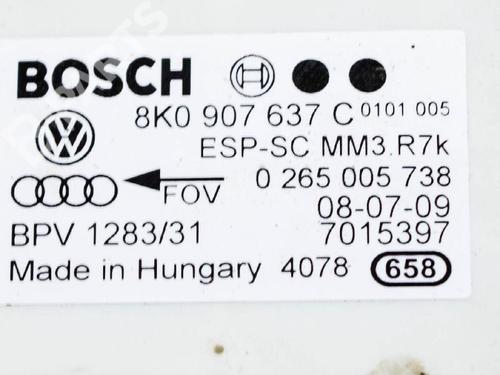 BOSCH
8K0 907 637 C 0101 005
ESP-SC MM3.R7k
FOV 0 265 005 738
08-07-09
BPV 1283/31 7015397
Made in Hungary 4078 658